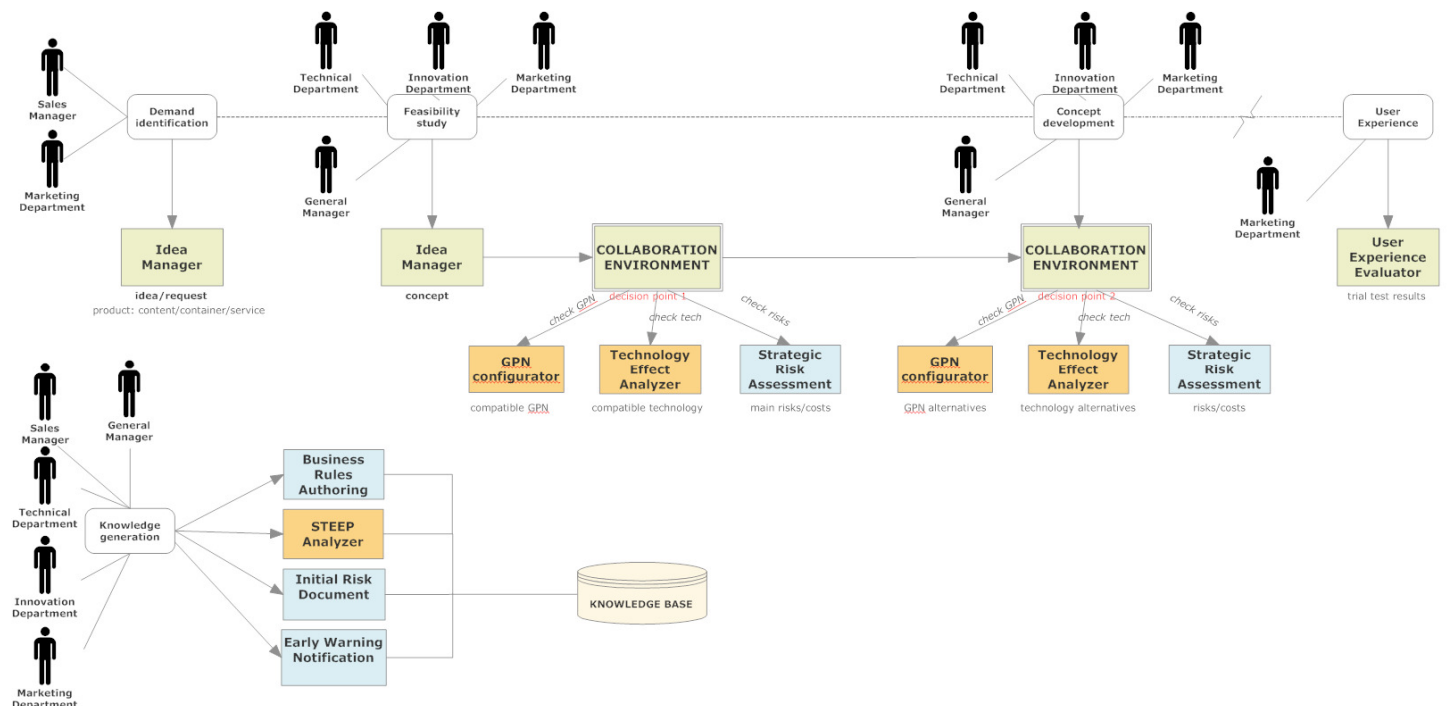 Technical
Department
Innovation
Department
Marketing
Department
Technical
Department
Innovation
Department
Marketing
Department
Sales
Manager
Demand
identification
Feasibility
study
Concept
development
User
Experience
Marketing
Department
General
Manager
General
Manager
Marketing
Department
Idea
Manager
idea/request
product: content/container/service
Idea
Manager
concept
COLLABORATION
ENVIRONMENT
decision point 1
check GPN
check tech
check risks
COLLABORATION
ENVIRONMENT
decision point 2
check GPN
check tech
check risks
User
Experience
Evaluator
trial test results
GPN
configurator
compatible GPN
Technology
Effect
Analyzer
compatible technology
Strategic
Risk
Assessment
main risks/costs
GPN
configurator
GPN alternatives
Technology
Effect
Analyzer
technology alternatives
Strategic
Risk
Assessment
risks/costs
Sales
Manager
General
Manager
Technical
Department
Knowledge
generation
Innovation
Department
Marketing
Department
Business
Rules
Authoring
STEEP
Analyzer
Initial Risk
Document
Early Warning
Notification
KNOWLEDGE BASE